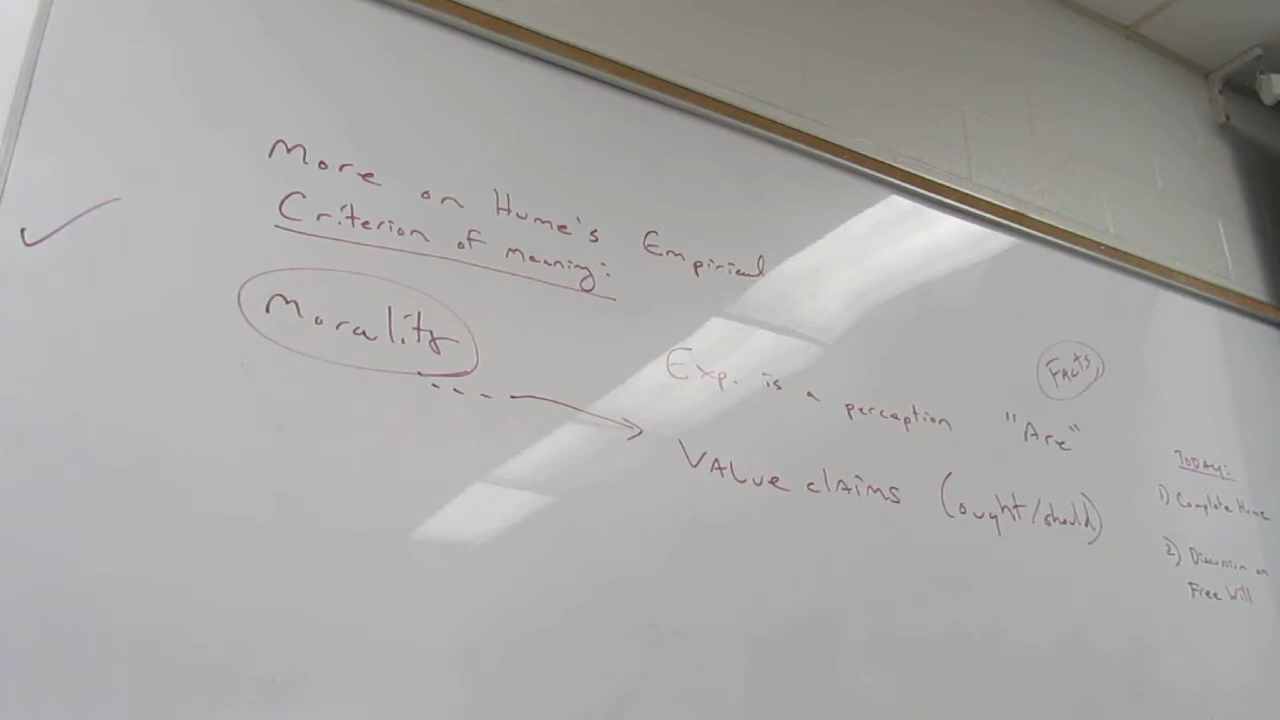 More on Hume's Empirical
Criterion of Meaning:
Morality
FACTS,
Exp. is a perception "Are"
VALUE CLAIMS (ought/should)
TODAY:
1) Complete Hume
2) Discussion on
Free Will